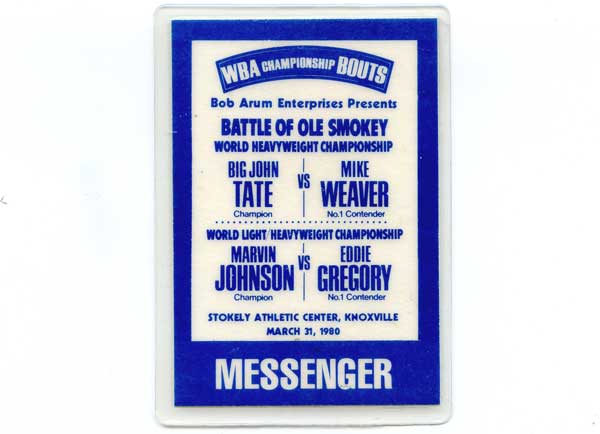 WBA CHAMPIONSHIP BOUTS
Bob Arum Enterprises Presents
BATTLE OF OLE SMOKEY
WORLD HEAVYWEIGHT CHAMPIONSHIP
BIG JOHN TATE VS MIKE WEAVER
Champion No.1 Contender
WORLD LIGHT/HEAVYWEIGHT CHAMPIONSHIP
MARVIN JOHNSON VS EDDIE GREGORY
Champion No.1 Contender
STOKELY ATHLETIC CENTER, KNOXVILLE
MARCH 31, 1980
MESSENGER